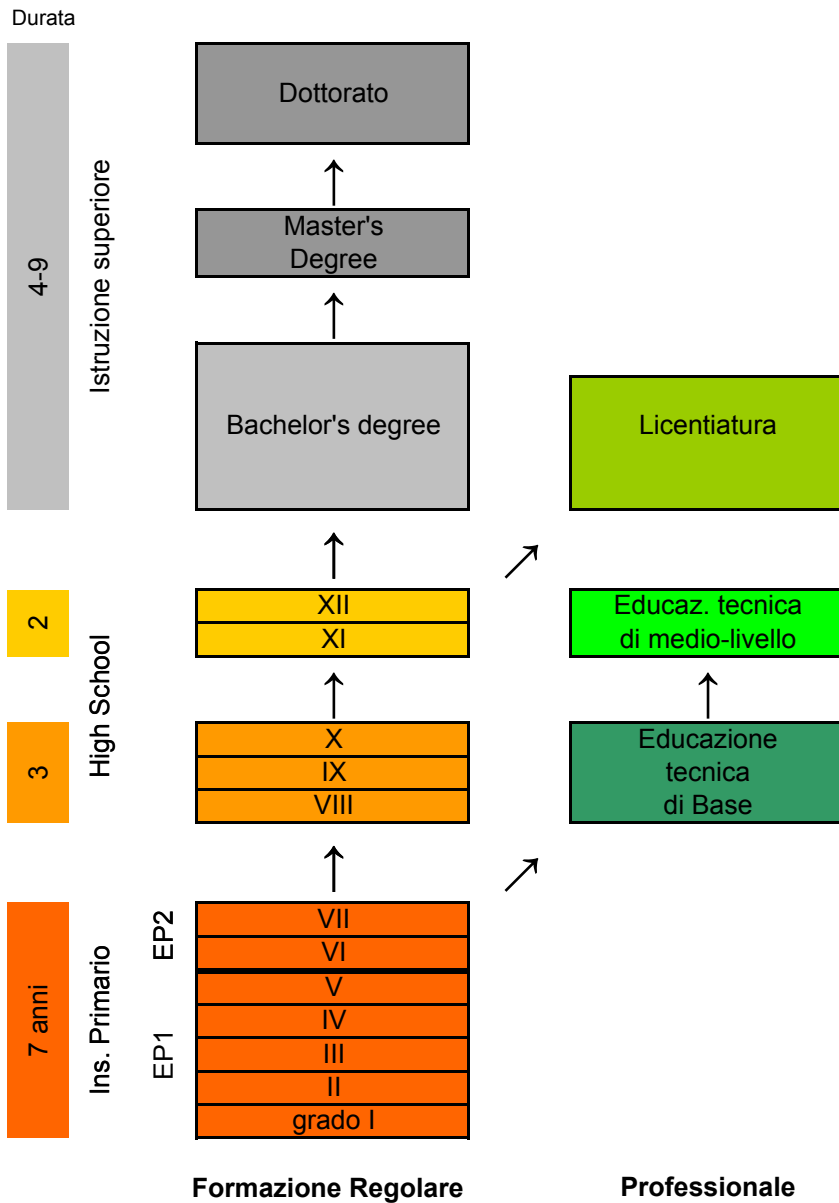 Durata
Dottorato
Master's
Degree
4-9
Istruzione superiore
Bachelor's degree
Licentiatura
XII
XI
2
High School
Educaz. tecnica
di medio-livello
X
IX
VIII
3
Educazione
tecnica
di Base
VII
VI
EP2
V
IV
III
II
grado I
EP1
7 anni
Ins. Primario
Formazione Regolare
Professionale